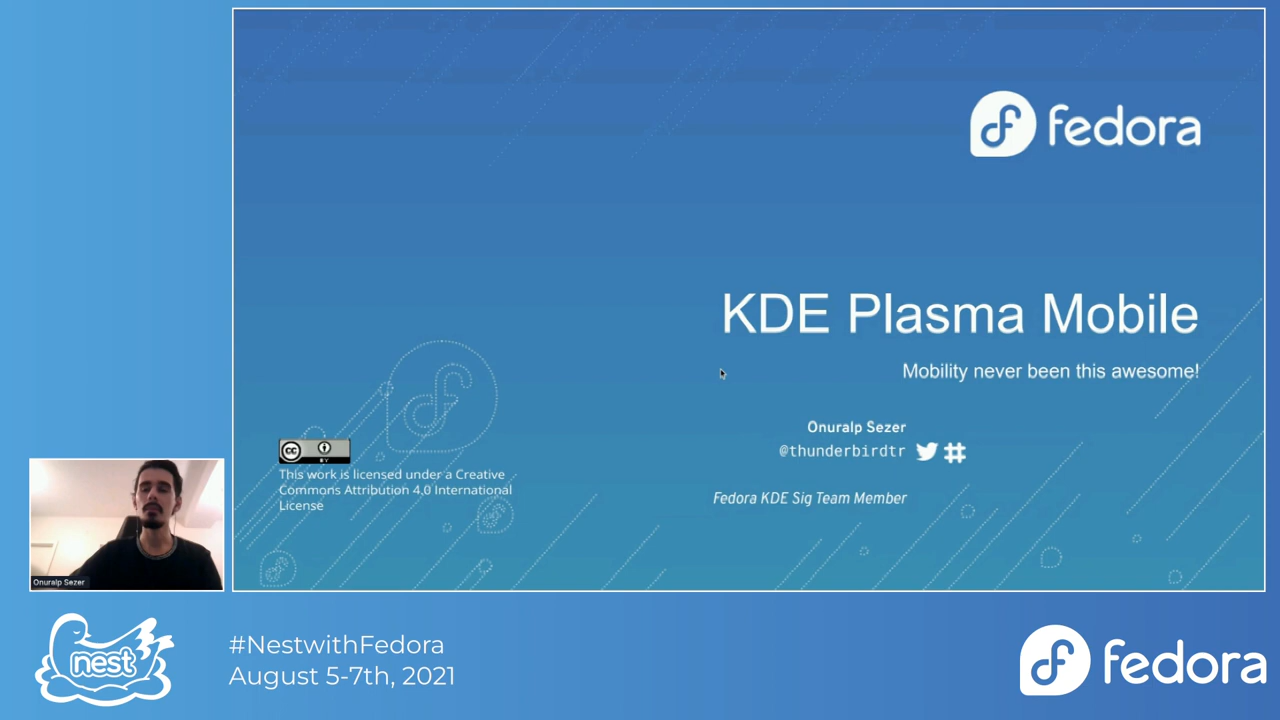 fedora
KDE Plasma Mobile
Mobility never been this awesome!
Onuralp Sezer
@thunderbirdtr
Fedora KDE Sig Team Member
cc
BY
This work is licensed under a Creative
Commons Attribution 4.0 International
License
Onuralp Sezer
nest
#NestwithFedora
August 5-7th, 2021
fedora